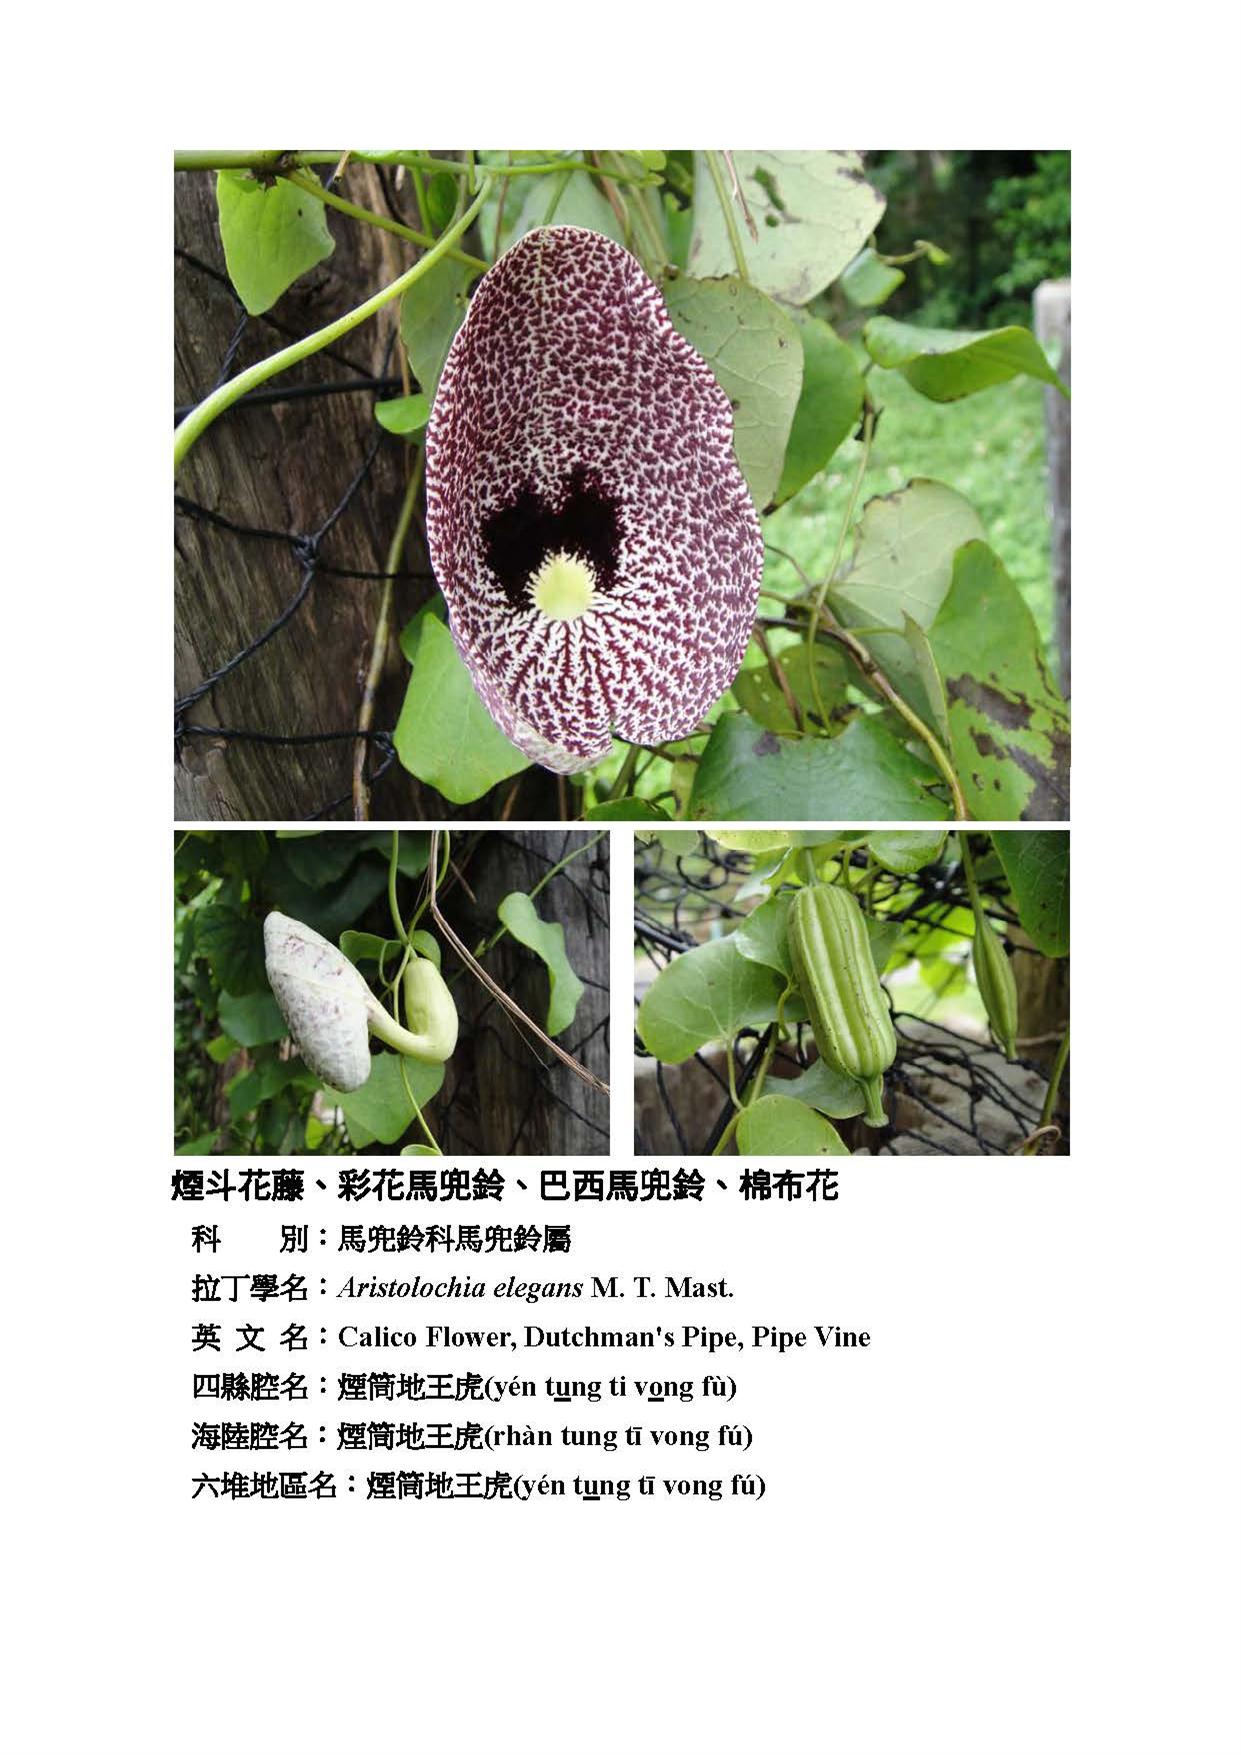 煙斗花藤、彩花馬兜鈴、巴西馬兜鈴、棉布花
科　　別：馬兜鈴科馬兜鈴屬
拉丁學名：Aristolochia elegans M. T. Mast.
英 文 名：Calico Flower, Dutchman's Pipe, Pipe Vine
四縣腔名：煙筒地王虎(yén tung ti vong fù)
海陸腔名：煙筒地王虎(rhàn tung tī vong fú)
六堆地區名：煙筒地王虎(yén tung tī vong fú)